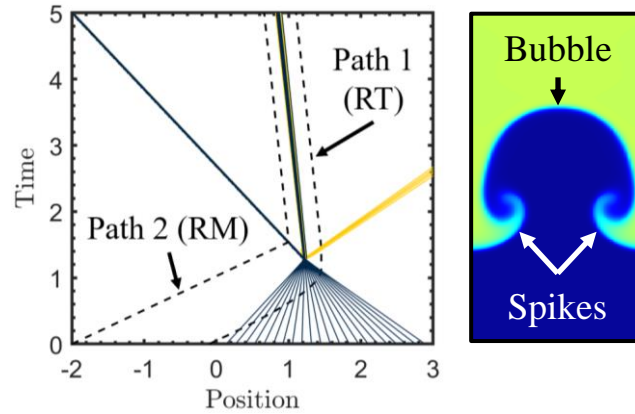 5
4
3
2
1
0
Time
-2
-1
0
1
2
3
Position
Path 1
(RT)
Path 2 (RM)
Bubble
Spikes